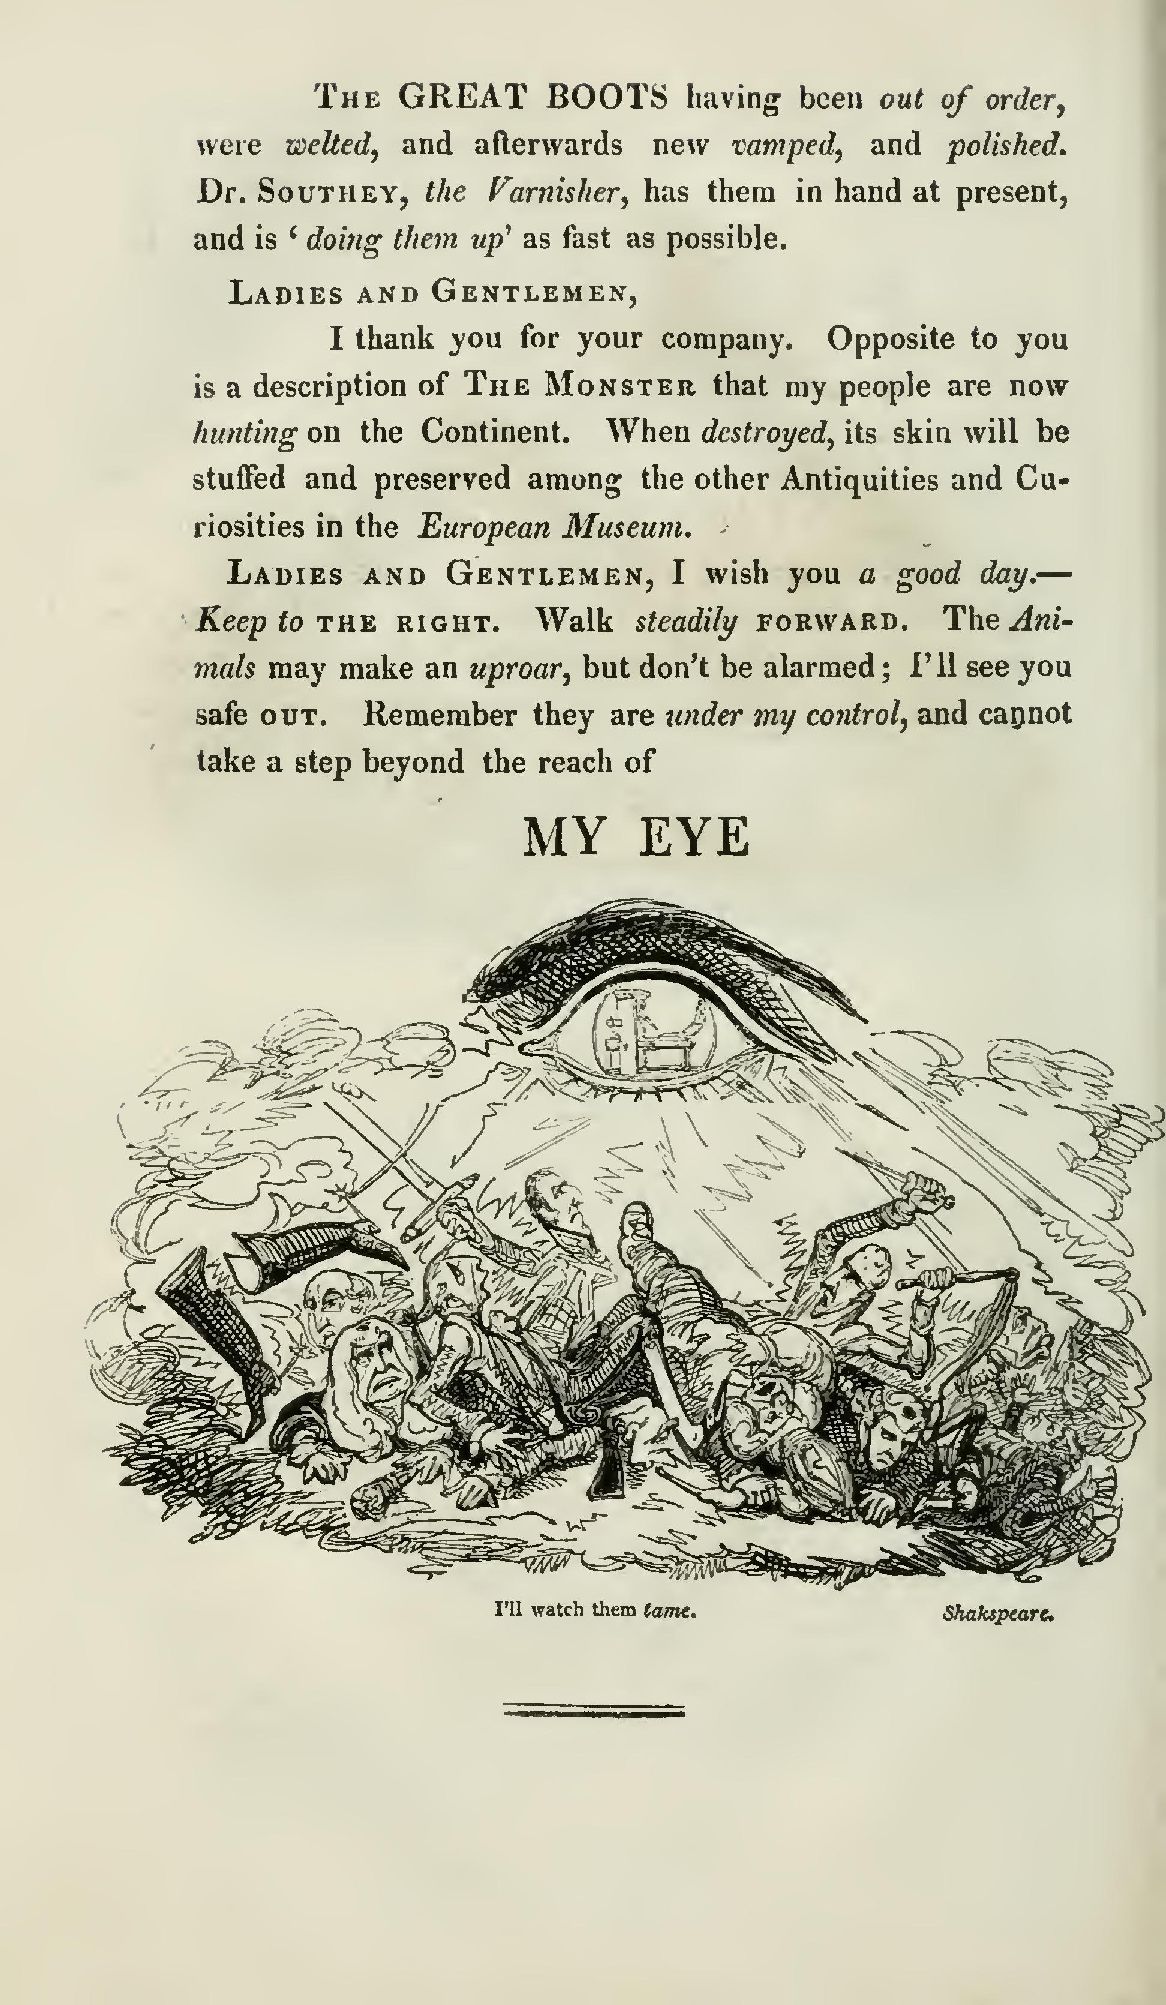 THE GREAT BOOTS having been out of order,
were welted, and afterwards new vamped, and polished.
Dr. SOUTHEY, the Varnisher, has them in hand at present,
and is ‘ doing them up’ as fast as possible.
LADIES AND GENTLEMEN,
I thank you for your company. Opposite to you
is a description of THE MONSTER that my people are now
hunting on the Continent. When destroyed, its skin will be
stuffed and preserved among the other Antiquities and Cu-
riosities in the European Museum.
LADIES AND GENTLEMEN, I wish you a good day.—
Keep to THE RIGHT. Walk steadily FORWARD. The Ani-
mals may make an uproar, but don't be alarmed; I'll see you
safe OUT. Remember they are under my control, and cannot
take a step beyond the reach of
MY EYE
I'll watch them tame.
Shakspeare.